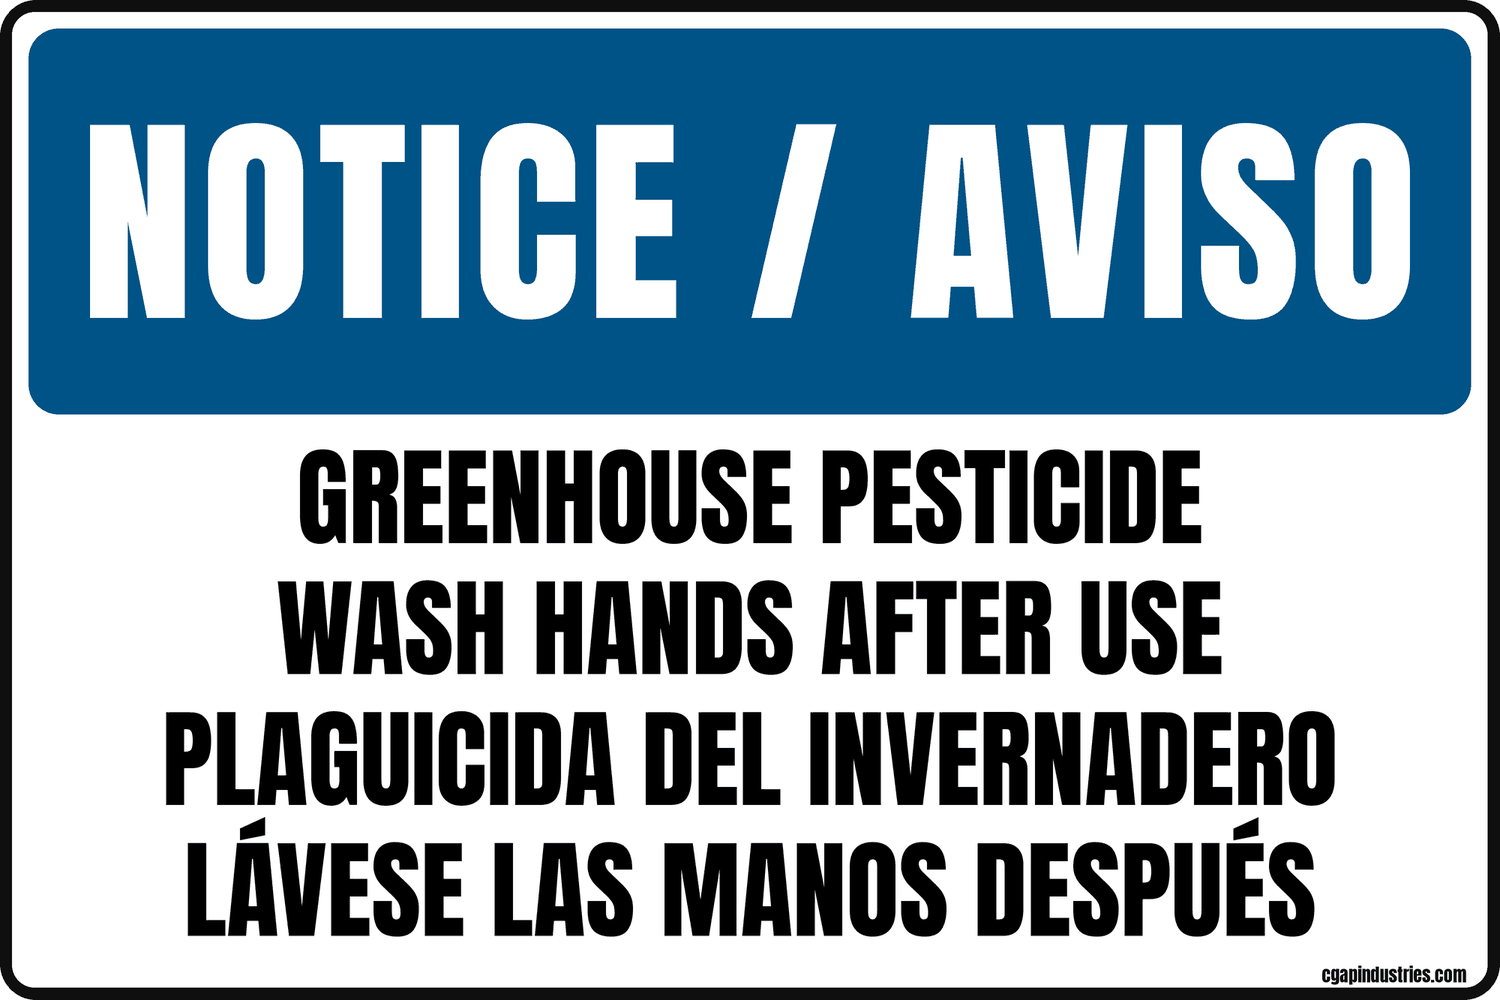 NOTICE / AVISO
GREENHOUSE PESTICIDE
WASH HANDS AFTER USE
PLAGUICIDA DEL INVERNADERO
LÁVESE LAS MANOS DESPUÉS
cgapindustries.com